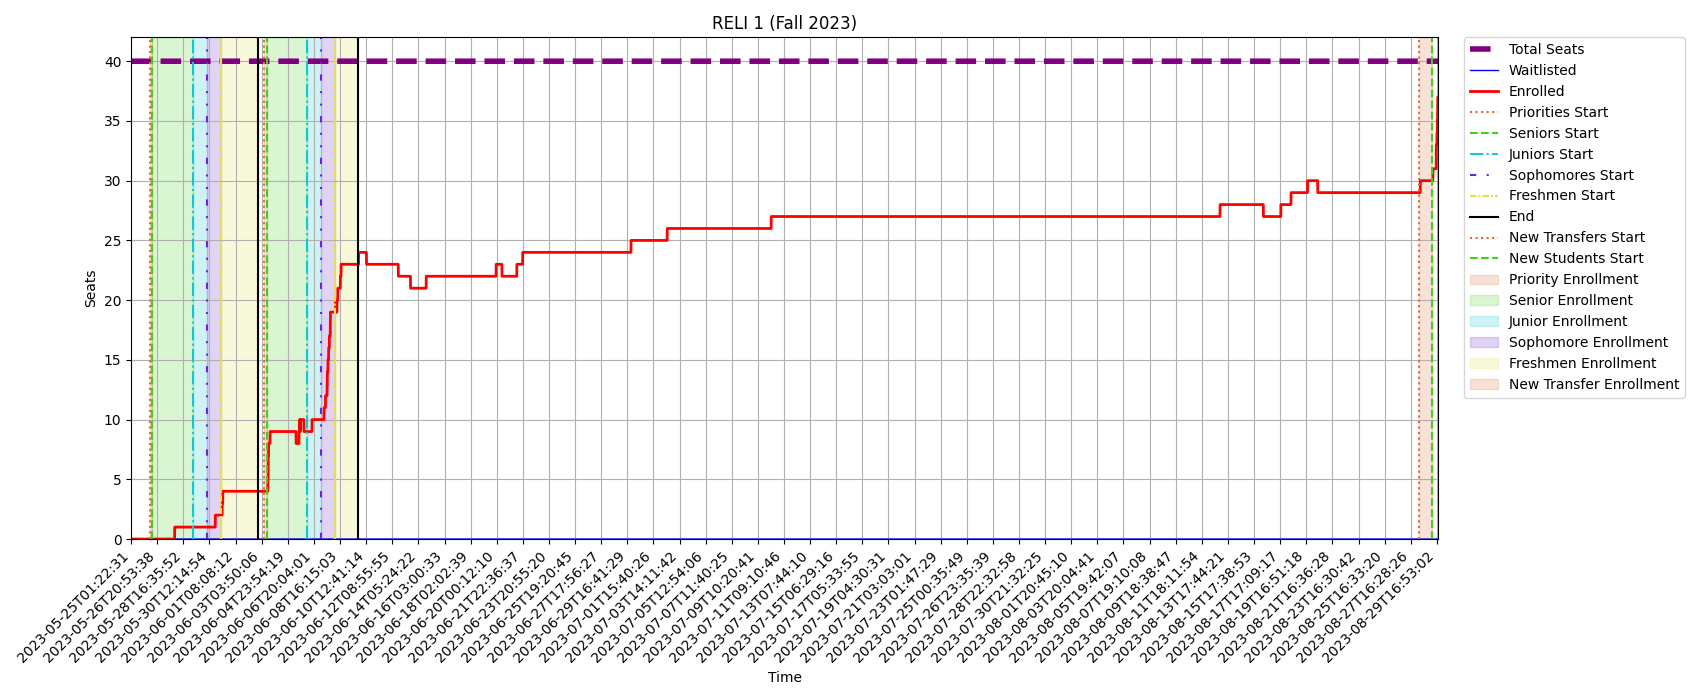 RELI 1 (Fall 2023)
Seats
40
35
30
25
20
15
10
5
0
2023-05-25T01:22:31
2023-05-26T20:53:38
2023-05-28T16:35:52
2023-05-30T12:14:54
2023-06-01T08:08:12
2023-06-03T03:50:06
2023-06-04T23:54:19
2023-06-06T20:04:01
2023-06-08T16:15:03
2023-06-10T12:41:14
2023-06-12T08:55:55
2023-06-14T05:24:22
2023-06-16T03:00:33
2023-06-18T02:02:39
2023-06-20T00:12:10
2023-06-21T22:36:37
2023-06-23T20:55:20
2023-06-25T19:20:45
2023-06-27T17:56:27
2023-06-29T16:41:29
2023-07-01T15:40:26
2023-07-03T14:11:42
2023-07-05T12:54:06
2023-07-07T11:40:25
2023-07-09T10:20:41
2023-07-11T09:10:46
2023-07-13T07:44:10
2023-07-15T06:29:16
2023-07-17T05:33:55
2023-07-19T04:30:31
2023-07-21T03:03:01
2023-07-23T01:47:29
2023-07-25T00:35:49
2023-07-26T23:35:39
2023-07-28T22:32:58
2023-07-30T21:32:25
2023-08-01T20:45:10
2023-08-03T20:04:41
2023-08-05T19:42:07
2023-08-07T19:10:08
2023-08-09T18:38:47
2023-08-11T18:11:54
2023-08-13T17:44:21
2023-08-15T17:38:53
2023-08-17T17:09:17
2023-08-19T16:51:18
2023-08-21T16:36:28
2023-08-23T16:30:42
2023-08-25T16:33:20
2023-08-27T16:28:26
2023-08-29T16:53:02
Time
Total Seats
Waitlisted
Enrolled
Priorities Start
Seniors Start
Juniors Start
Sophomores Start
Freshmen Start
End
New Transfers Start
New Students Start
Priority Enrollment
Senior Enrollment
Junior Enrollment
Sophomore Enrollment
Freshmen Enrollment
New Transfer Enrollment